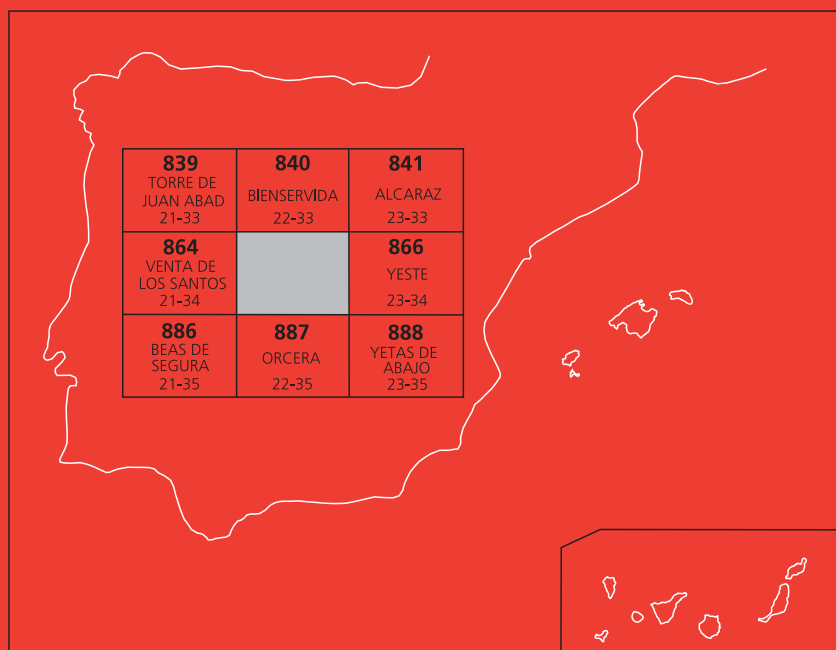 839
TORRE DE
JUAN ABAD
21-33
840
BIENSERVIDA
22-33
841
ALCARAZ
23-33
864
VENTA DE
LOS SANTOS
21-34
866
YESTE
23-34
886
BEAS DE
SEGURA
21-35
887
ORCERA
22-35
888
YETAS DE
ABAJO
23-35